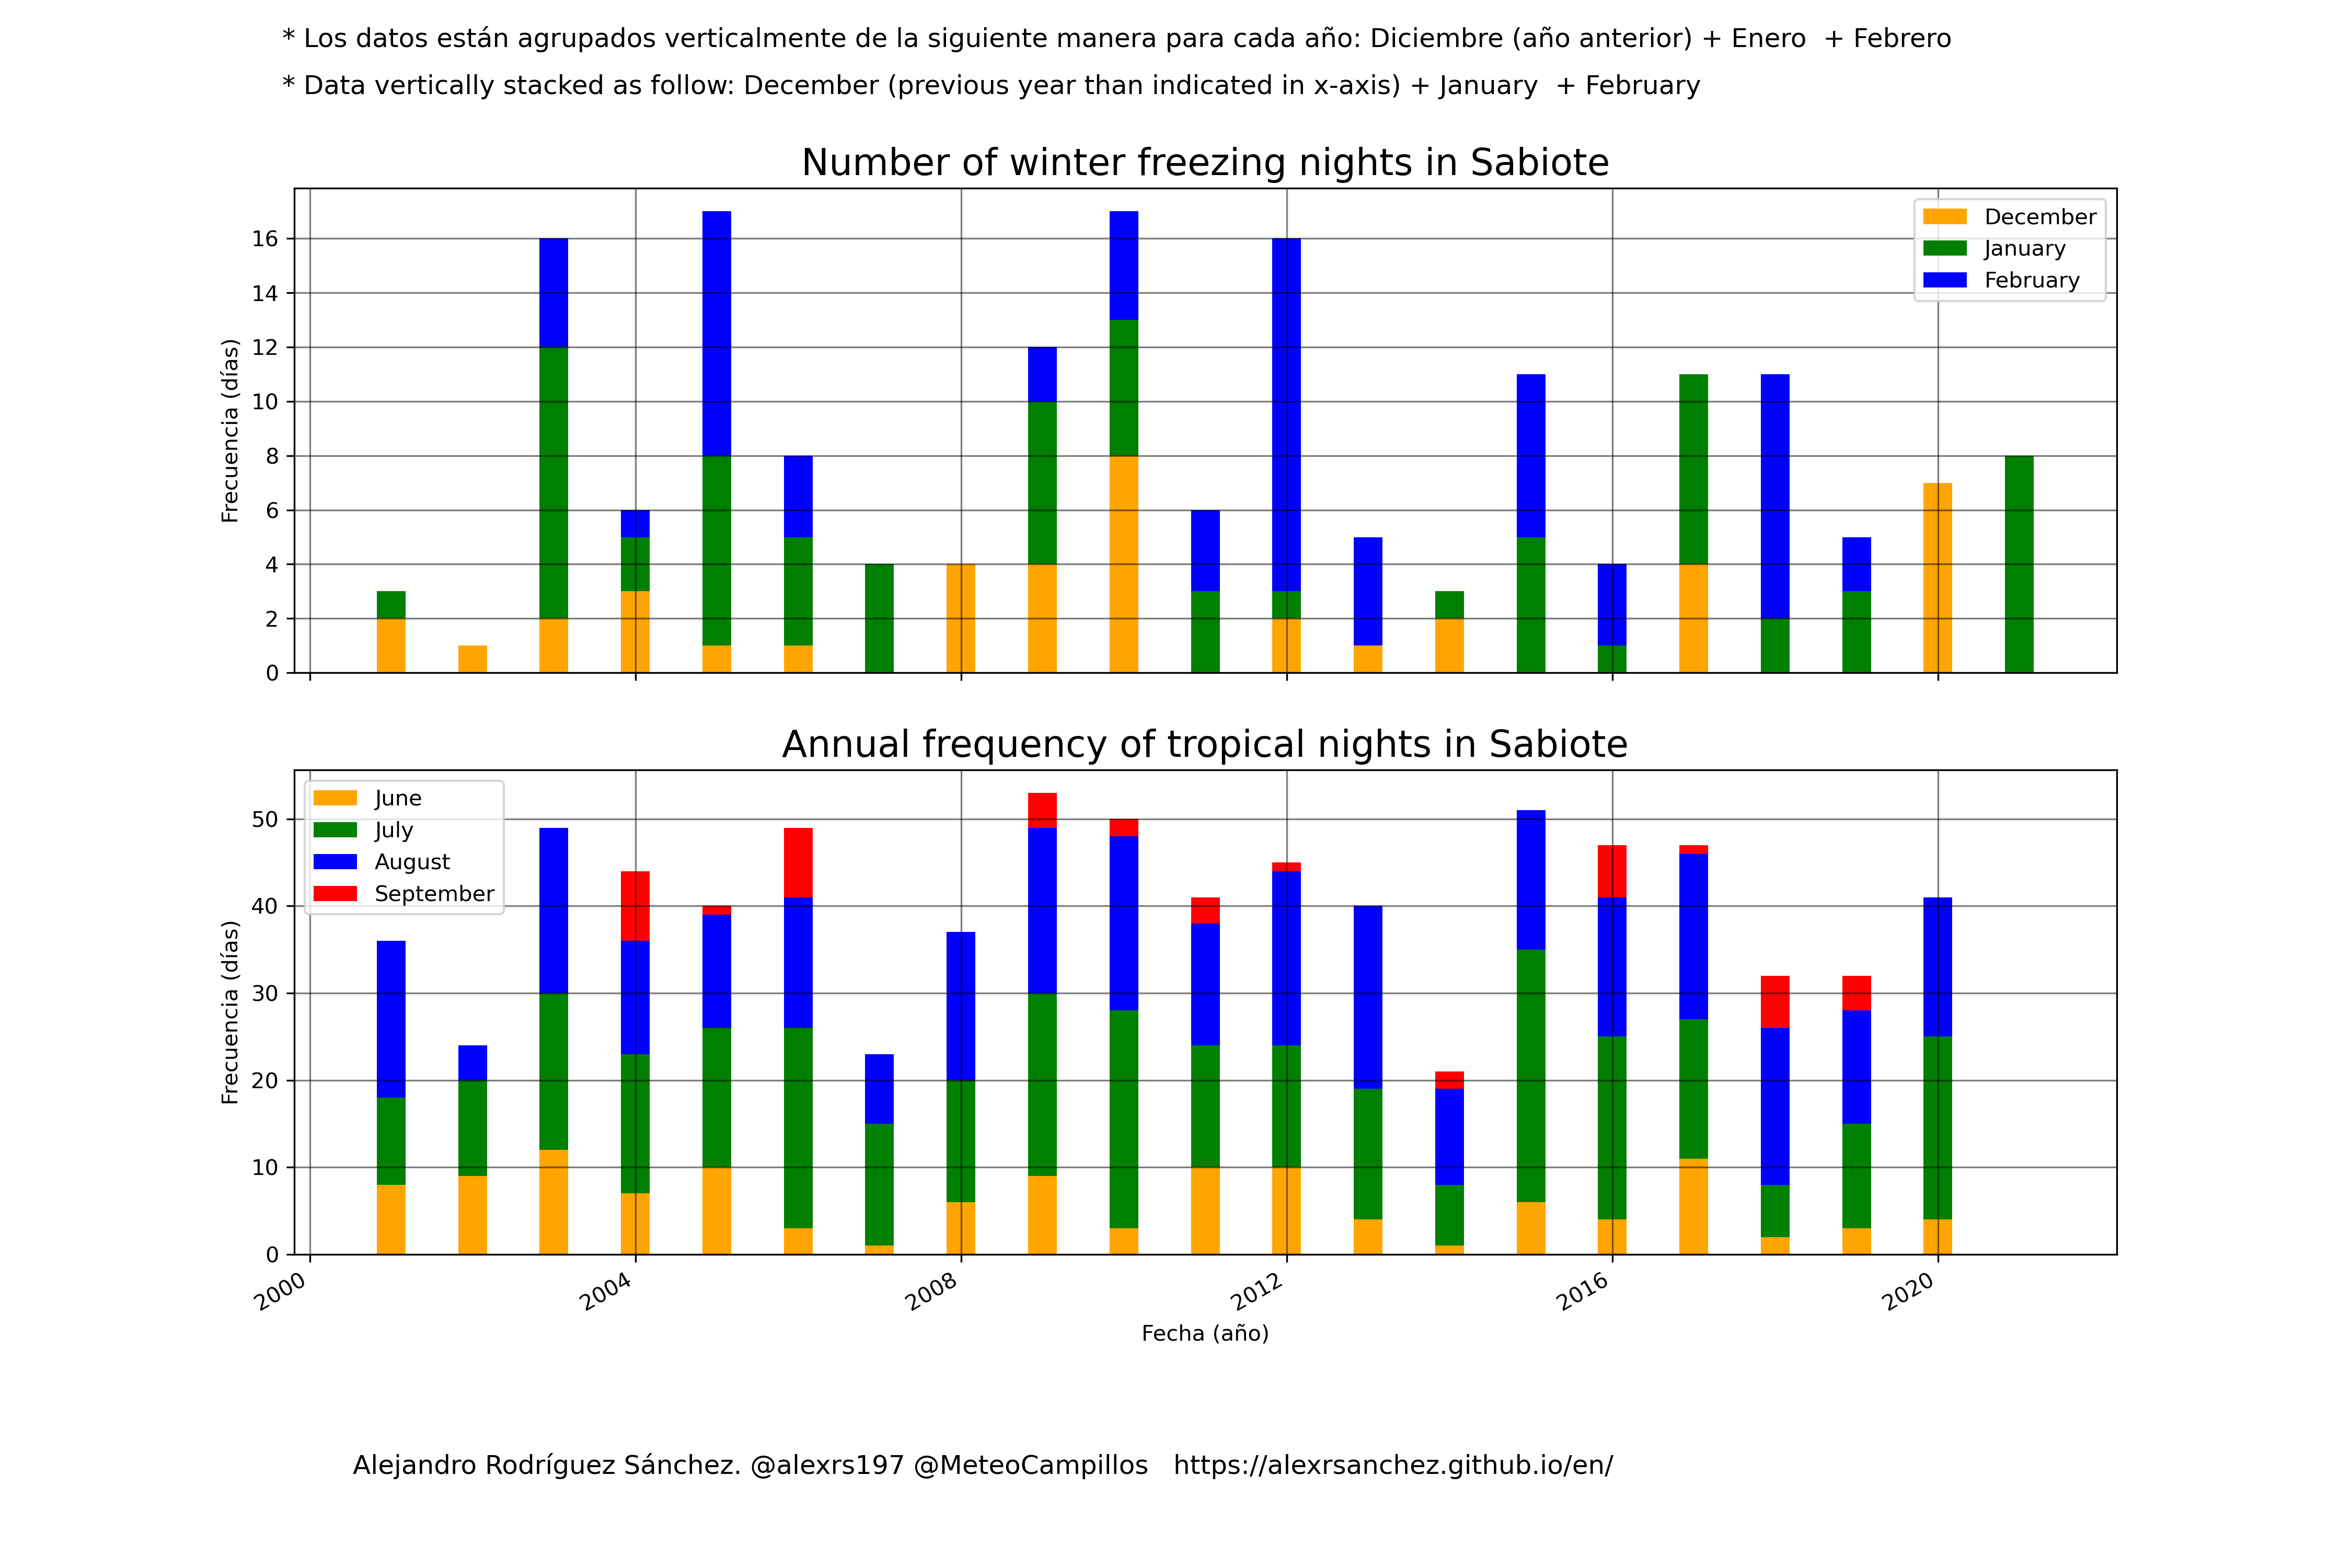 * Los datos están agrupados verticalmente de la siguiente manera para cada año: Diciembre (año anterior) + Enero  + Febrero
* Data vertically stacked as follow: December (previous year than indicated in x-axis) + January  + February
Number of winter freezing nights in Sabiote
December
January
February
Frecuencia (días)
16
14
12
10
8
6
4
2
0
Annual frequency of tropical nights in Sabiote
June
July
August
September
Frecuencia (días)
50
40
30
20
10
0
2000 2004 2008 2012 2016 2020
Fecha (año)
Alejandro Rodríguez Sánchez. @alexrs197 @MeteoCampillos   https://alexrsanchez.github.io/en/